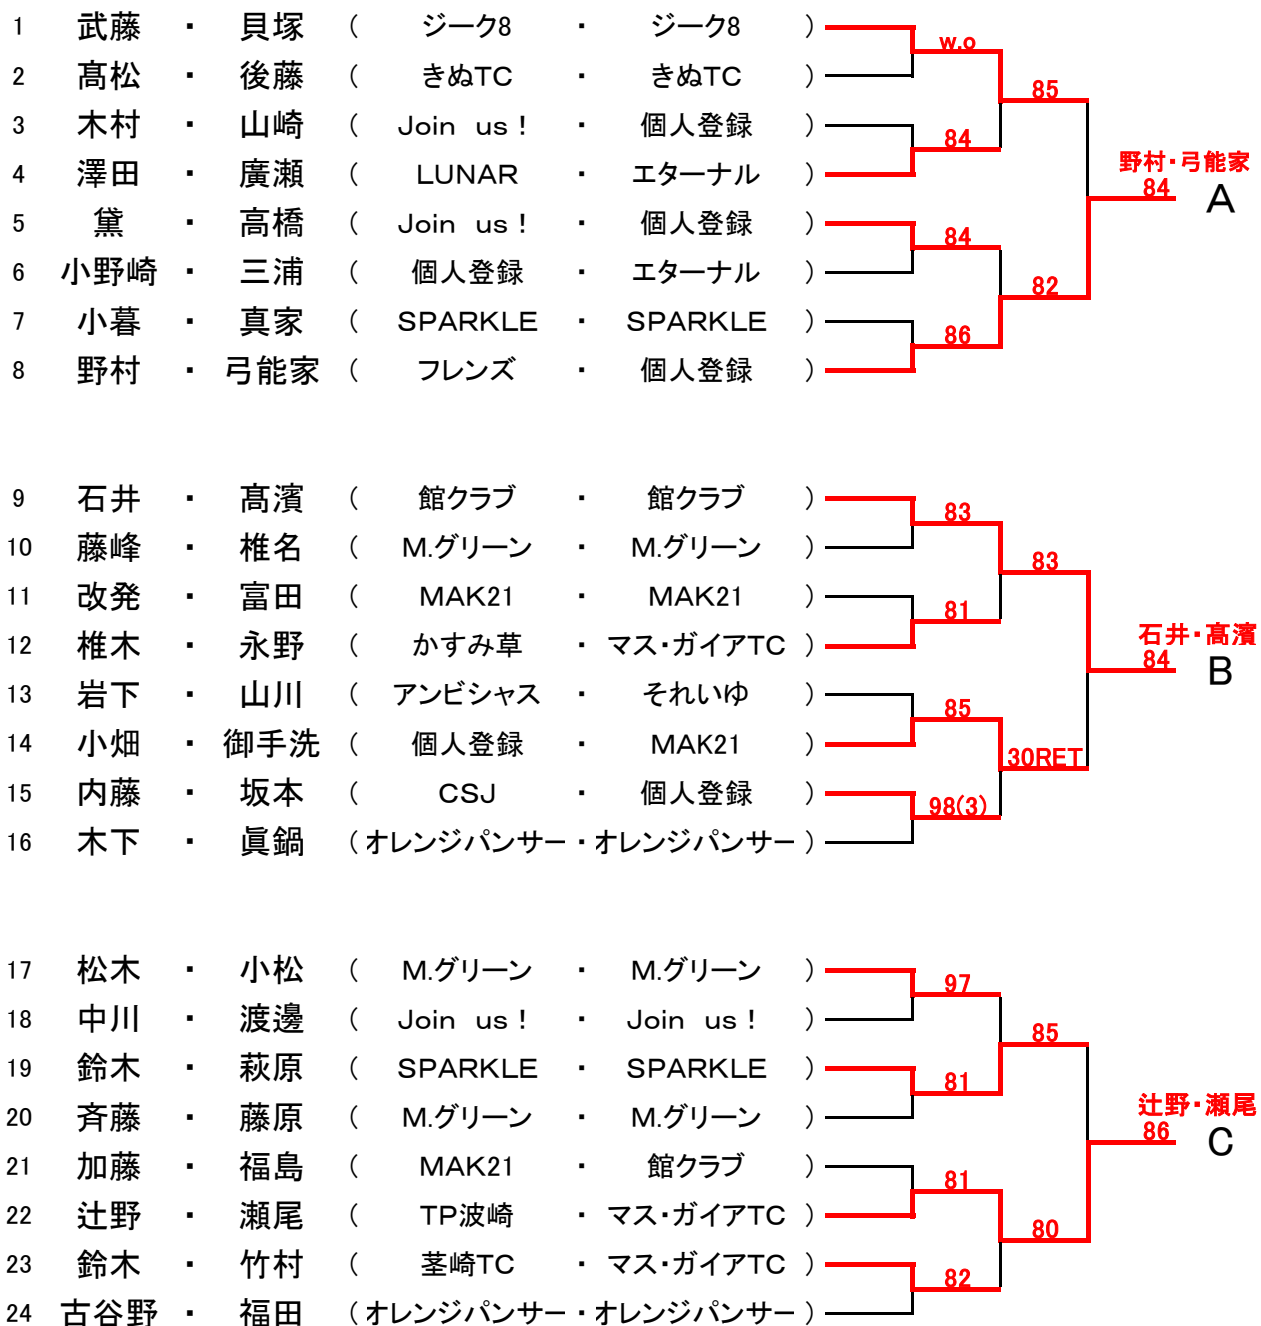 1 武藤 ・ 貝塚 ( ジーク8 ・ ジーク8 )
w.o
2 髙松 ・ 後藤 ( きぬTC ・ きぬTC )
85
3 木村 ・ 山崎 ( Join us! ・ 個人登録 )
84
4 澤田 ・ 廣瀬 ( LUNAR ・ エターナル )
野村・弓能家
84 A
5 黛 ・ 高橋 ( Join us! ・ 個人登録 )
84
6 小野崎 ・ 三浦 ( 個人登録 ・ エターナル )
82
7 小暮 ・ 真家 ( SPARKLE ・ SPARKLE )
86
8 野村 ・ 弓能家 ( フレンズ ・ 個人登録 )
9 石井 ・ 髙濱 ( 館クラブ ・ 館クラブ )
83
10 藤峰 ・ 椎名 ( M.グリーン ・ M.グリーン )
83
11 改発 ・ 富田 ( MAK21 ・ MAK21 )
81
12 椎木 ・ 永野 ( かすみ草 ・ マス・ガイアTC )
石井・髙濱
84 B
13 岩下 ・ 山川 ( アンビシャス ・ それいゆ )
85
14 小畑 ・ 御手洗 ( 個人登録 ・ MAK21 )
30RET
15 内藤 ・ 坂本 ( CSJ ・ 個人登録 )
98(3)
16 木下 ・ 眞鍋 ( オレンジパンサー ・ オレンジパンサー )
17 松木 ・ 小松 ( M.グリーン ・ M.グリーン )
97
18 中川 ・ 渡邊 ( Join us! ・ Join us! )
85
19 鈴木 ・ 萩原 ( SPARKLE ・ SPARKLE )
81
20 斉藤 ・ 藤原 ( M.グリーン ・ M.グリーン )
辻野・瀬尾
86 C
21 加藤 ・ 福島 ( MAK21 ・ 館クラブ )
81
22 辻野 ・ 瀬尾 ( TP波崎 ・ マス・ガイアTC )
80
23 鈴木 ・ 竹村 ( 茎崎TC ・ マス・ガイアTC )
82
24 古谷野 ・ 福田 ( オレンジパンサー ・ オレンジパンサー )